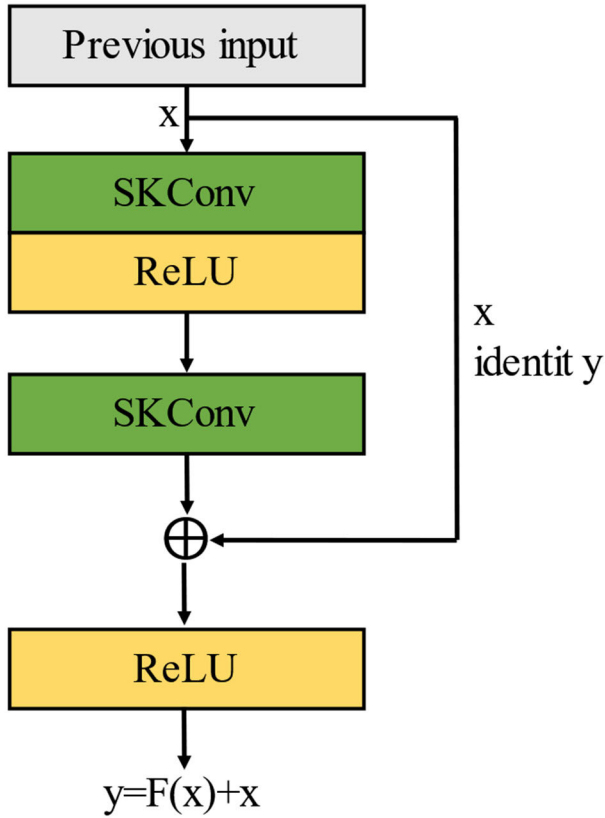 Previous input
x
SKConv
ReLU
x
identit y
SKConv
ReLU
y=F(x)+x